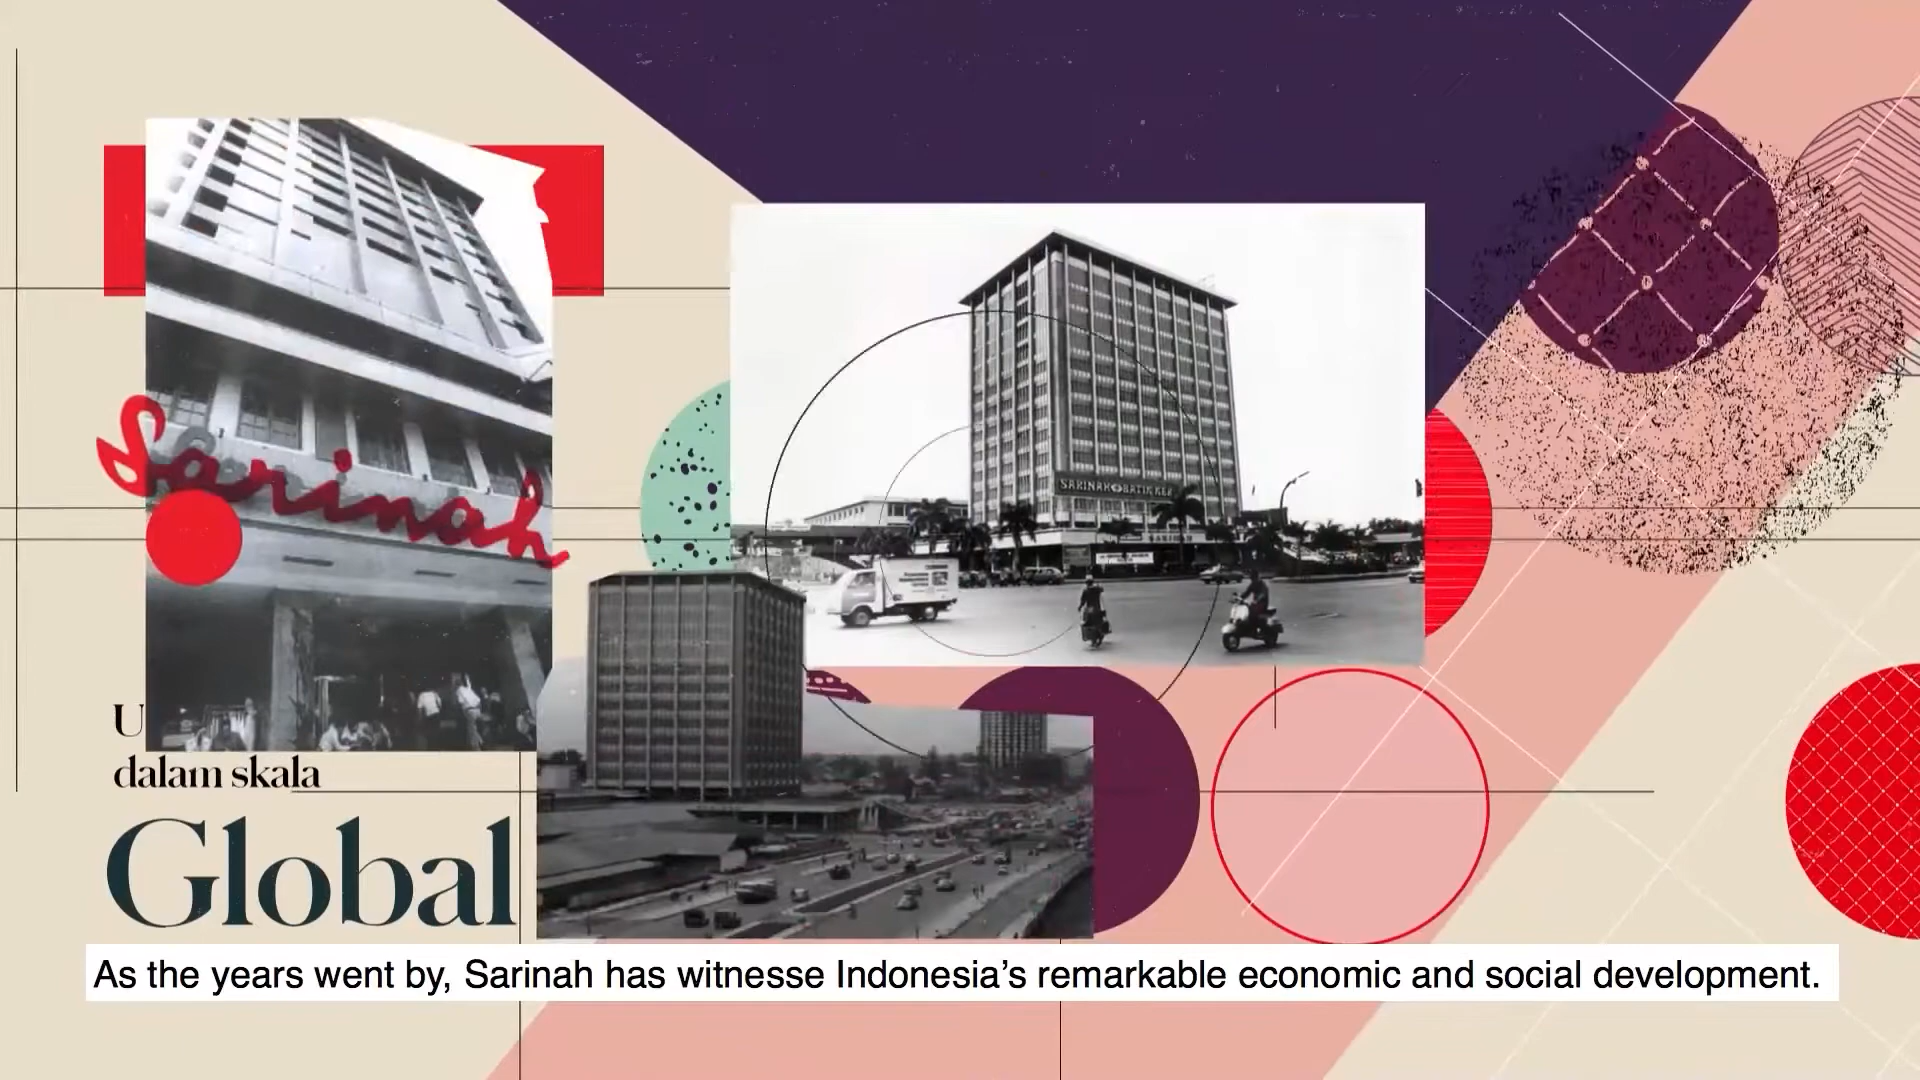 Sarinah
SARINAH BATIK
U
dalam skala
Global
As the years went by, Sarinah has witnesse Indonesia’s remarkable economic and social development.